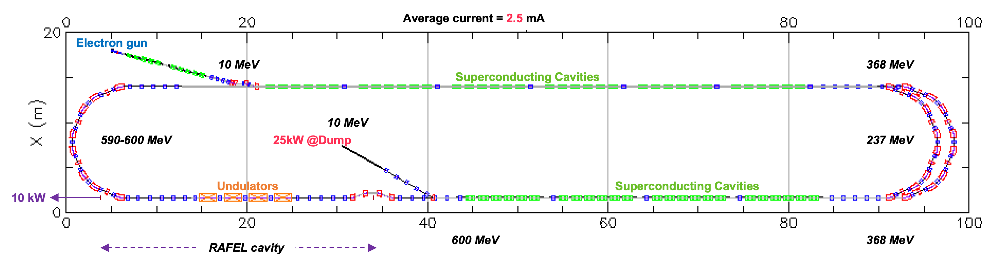 Average current = 2.5 mA
0 20 80 100
20
Electron gun
10 MeV
368 MeV
Superconducting Cavities
X (m)
10 MeV
590-600 MeV
25kW @Dump
237 MeV
Undulators
Superconducting Cavities
10 kW
0
0 20 40 60 80 100
600 MeV
368 MeV
RAFEL cavity